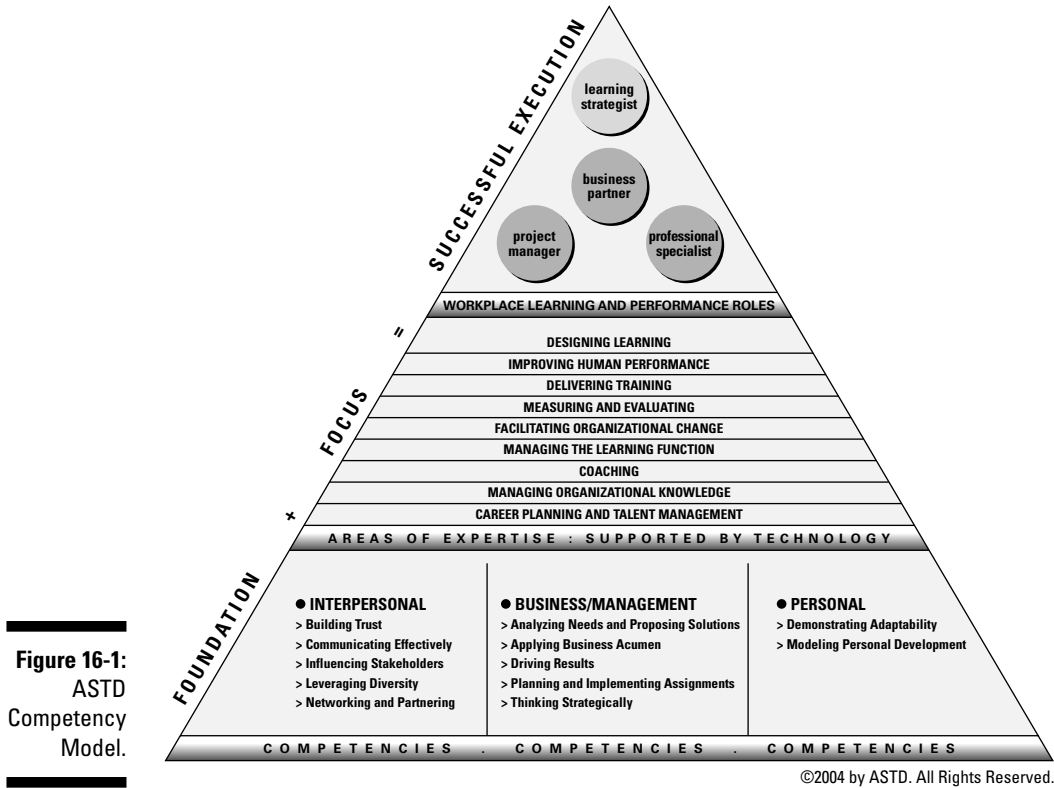 SUCCESSFUL EXECUTION
learning
strategist
business
partner
project
manager
professional
specialist
WORKPLACE LEARNING AND PERFORMANCE ROLES
=
FOCUS
DESIGNING LEARNING
IMPROVING HUMAN PERFORMANCE
DELIVERING TRAINING
MEASURING AND EVALUATING
FACILITATING ORGANIZATIONAL CHANGE
MANAGING THE LEARNING FUNCTION
COACHING
MANAGING ORGANIZATIONAL KNOWLEDGE
CAREER PLANNING AND TALENT MANAGEMENT
+
AREAS OF EXPERTISE : SUPPORTED BY TECHNOLOGY
FOUNDATION
● INTERPERSONAL
> Building Trust
> Communicating Effectively
> Influencing Stakeholders
> Leveraging Diversity
> Networking and Partnering
● BUSINESS/MANAGEMENT
> Analyzing Needs and Proposing Solutions
> Applying Business Acumen
> Driving Results
> Planning and Implementing Assignments
> Thinking Strategically
● PERSONAL
> Demonstrating Adaptability
> Modeling Personal Development
COMPETENCIES . COMPETENCIES . COMPETENCIES
Figure 16-1:
ASTD
Competency
Model.
©2004 by ASTD. All Rights Reserved.